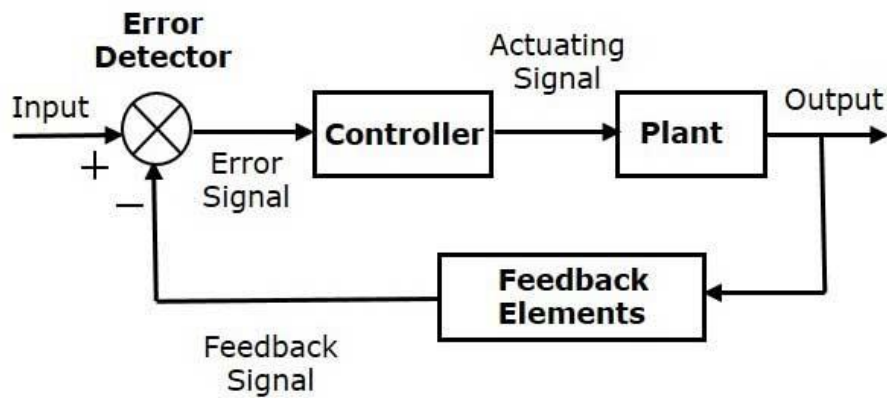 Error
Detector
Input
+
−
Error
Signal
Controller
Actuating
Signal
Plant
Output
Feedback
Elements
Feedback
Signal